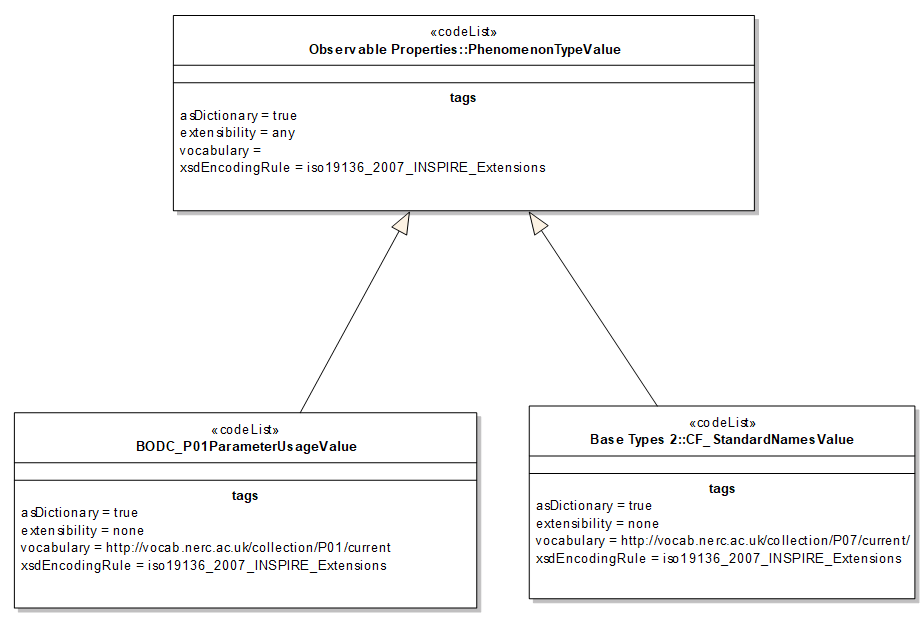 «codeList»
Observable Properties::PhenomenonTypeValue
tags
asDictionary = true
extensibility = any
vocabulary =
xsdEncodingRule = iso19136_2007_INSPIRE_Extensions
«codeList»
BODC_P01ParameterUsageValue
tags
asDictionary = true
extensibility = none
vocabulary = http://vocab.nerc.ac.uk/collection/P01/current
xsdEncodingRule = iso19136_2007_INSPIRE_Extensions
«codeList»
Base Types 2::CF_StandardNamesValue
tags
asDictionary = true
extensibility = none
vocabulary = http://vocab.nerc.ac.uk/collection/P07/current/
xsdEncodingRule = iso19136_2007_INSPIRE_Extensions